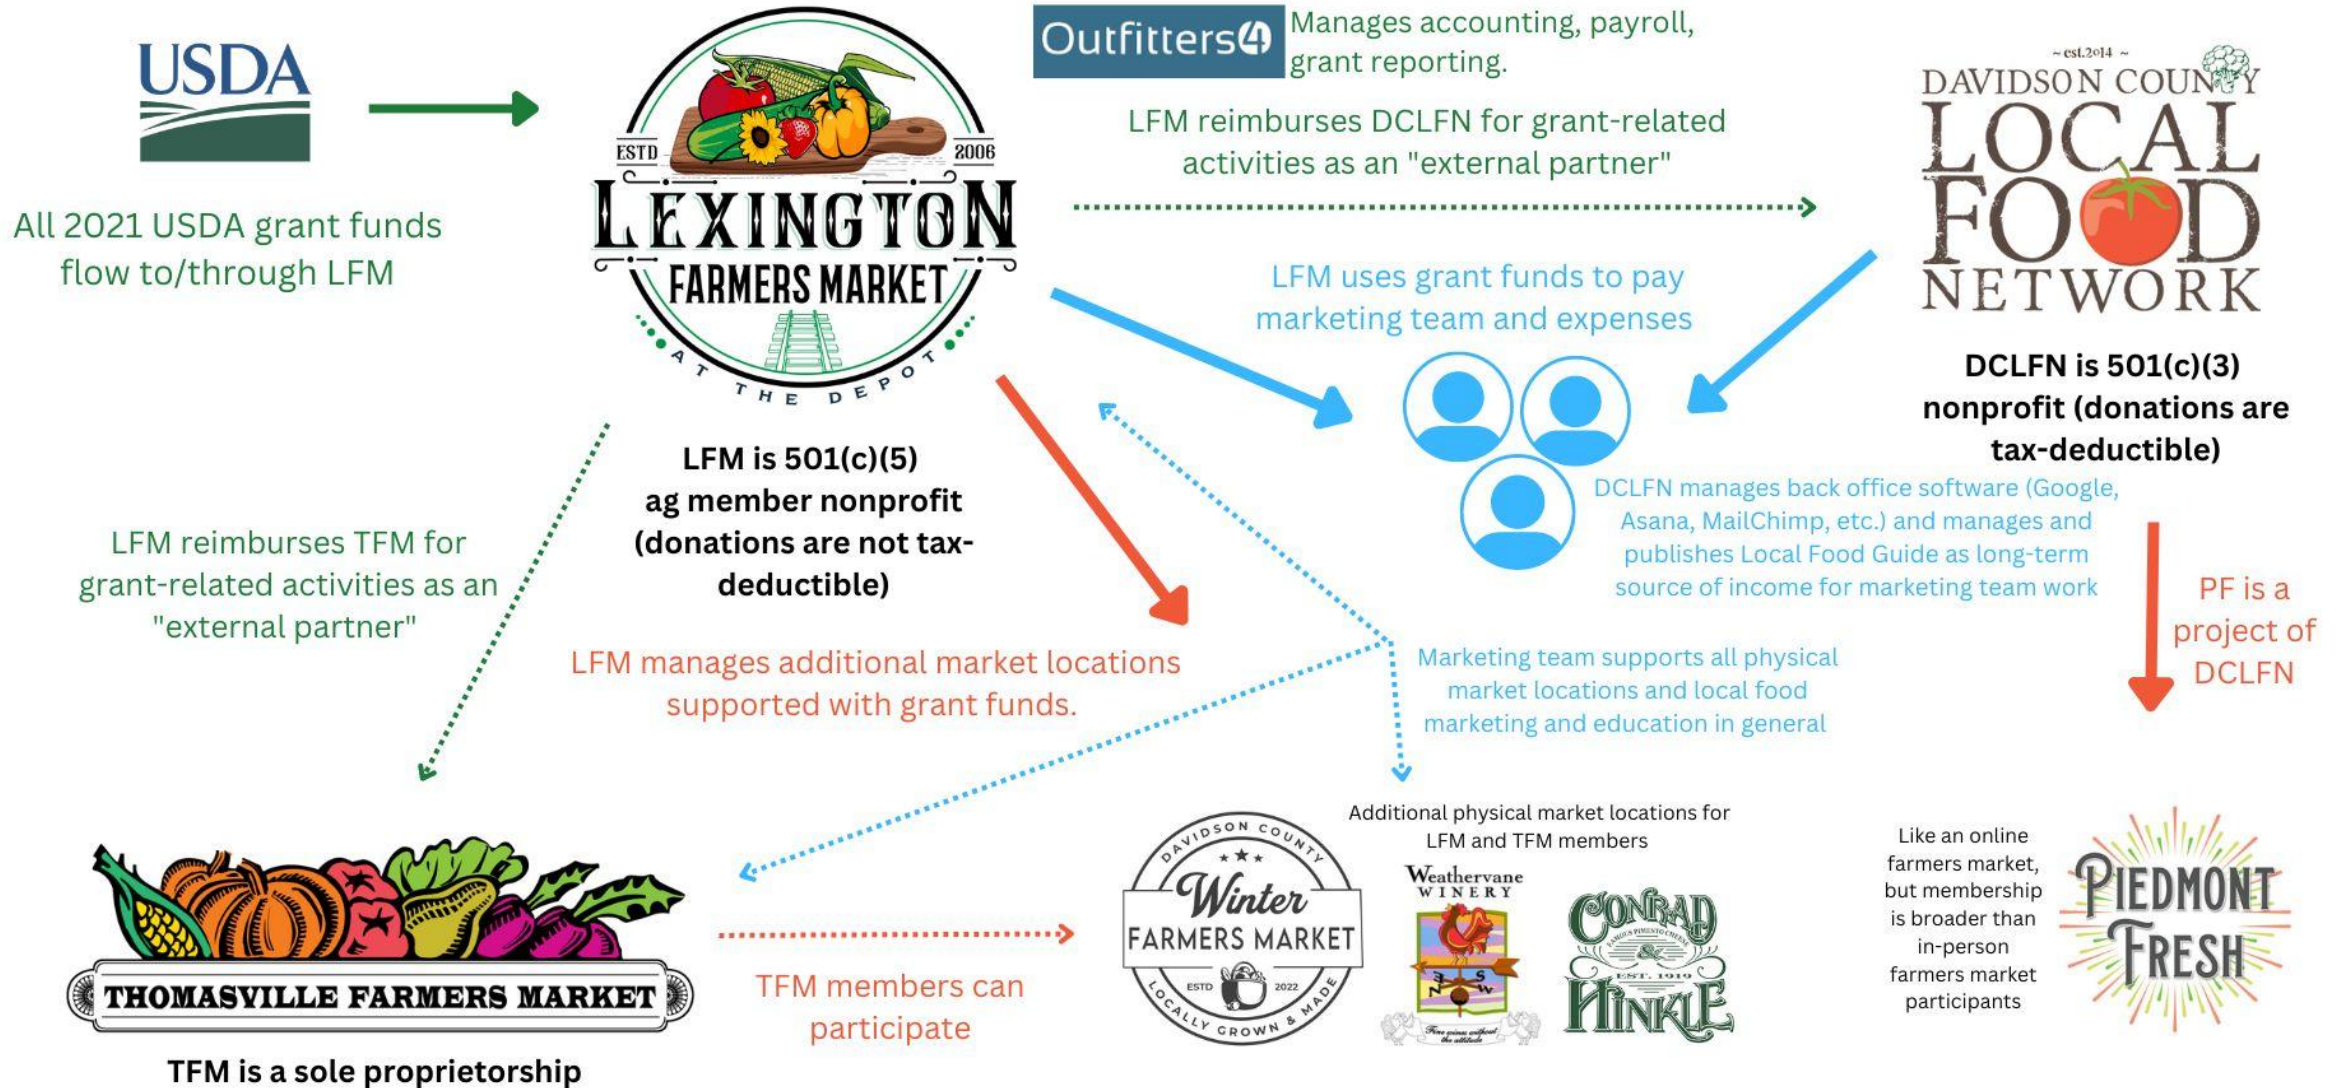 USDA
All 2021 USDA grant funds
flow to/through LFM
ESTD
2006
LEXINGTON
FARMERS MARKET
AT THE DEPOT
LFM is 501(c)(5)
ag member nonprofit
(donations are not tax-
deductible)
Outfitters4
Manages accounting, payroll,
grant reporting.
LFM reimburses DCLFN for grant-related
activities as an "external partner"
LFM uses grant funds to pay
marketing team and expenses
~ est.2014 ~
DAVIDSON COUNTY
LOCAL
FOOD
NETWORK
DCLFN is 501(c)(3)
nonprofit (donations are
tax-deductible)
DCLFN manages back office software (Google,
Asana, MailChimp, etc.) and manages and
publishes Local Food Guide as long-term
source of income for marketing team work
PF is a
project of
DCLFN
LFM reimburses TFM for
grant-related activities as an
"external partner"
LFM manages additional market locations
supported with grant funds.
Marketing team supports all physical
market locations and local food
marketing and education in general
THOMASVILLE FARMERS MARKET
TFM is a sole proprietorship
TFM members can
participate
DAVIDSON COUNTY
Winter
FARMERS MARKET
ESTD
2022
LOCALLY GROWN & MADE
Additional physical market locations for
LFM and TFM members
Weathervane
WINERY
N
S
W
Fine wines without
the attitude
CONRAD
FAMOUS PIMENTO CHEESE
&
EST. 1919
HINKLE
Like an online
farmers market,
but membership
is broader than
in-person
farmers market
participants
PIEDMONT
FRESH